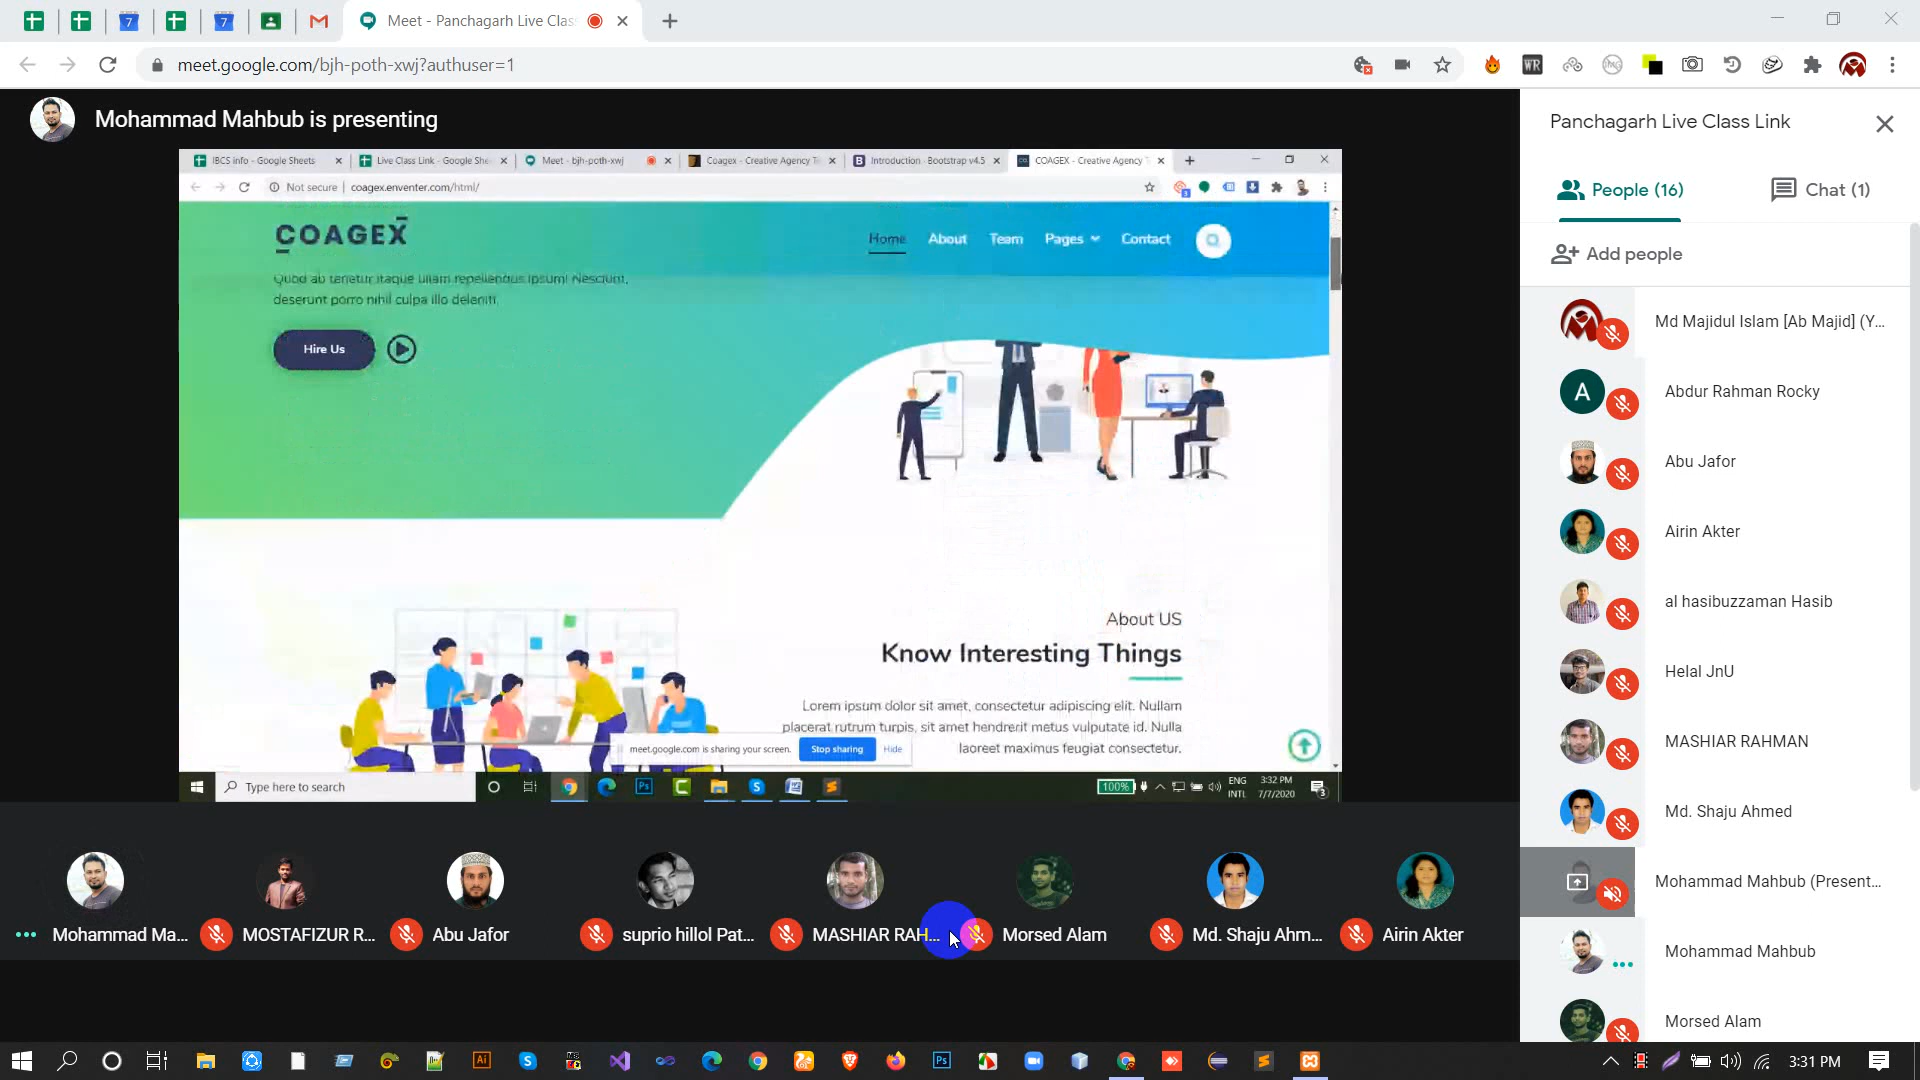 Meet - Panchagarh Live Clas
meet.google.com/bjh-poth-xwj?authuser=1
Mohammad Mahbub is presenting
IBCS info - Google Sheets
Live Class Link - Google She
Meet - bjh-poth-xwj
Coagex - Creative Agency T
Introduction · Bootstrap v4.5
COAGEX - Creative Agency T
Not secure | coagex.enventer.com/html/
COAGEX
Home
About
Team
Pages
Contact
Quod ab tenetur itaque ullam repellendus ipsum! Nesciunt,
deserunt porro nihil culpa illo deleniti.
Hire Us
About US
Know Interesting Things
Lorem ipsum dolor sit amet, consectetur adipiscing elit. Nullam
placerat rutrum turpis, sit amet hendrerit metus vulputate id. Nulla
laoreet maximus feugiat consectetur.
meet.google.com is sharing your screen.
Stop sharing
Hide
Type here to search
100%
ENG
INTL
3:32 PM
7/7/2020
Mohammad Ma...
MOSTAFIZUR R...
Abu Jafor
suprio hillol Pat...
MASHIAR RAH...
Morsed Alam
Md. Shaju Ahm...
Airin Akter
Panchagarh Live Class Link
People (16)
Chat (1)
Add people
Md Majidul Islam [Ab Majid] (Y...
A
Abdur Rahman Rocky
Abu Jafor
Airin Akter
al hasibuzzaman Hasib
Helal JnU
MASHIAR RAHMAN
Md. Shaju Ahmed
Mohammad Mahbub (Present...
Mohammad Mahbub
Morsed Alam
3:31 PM